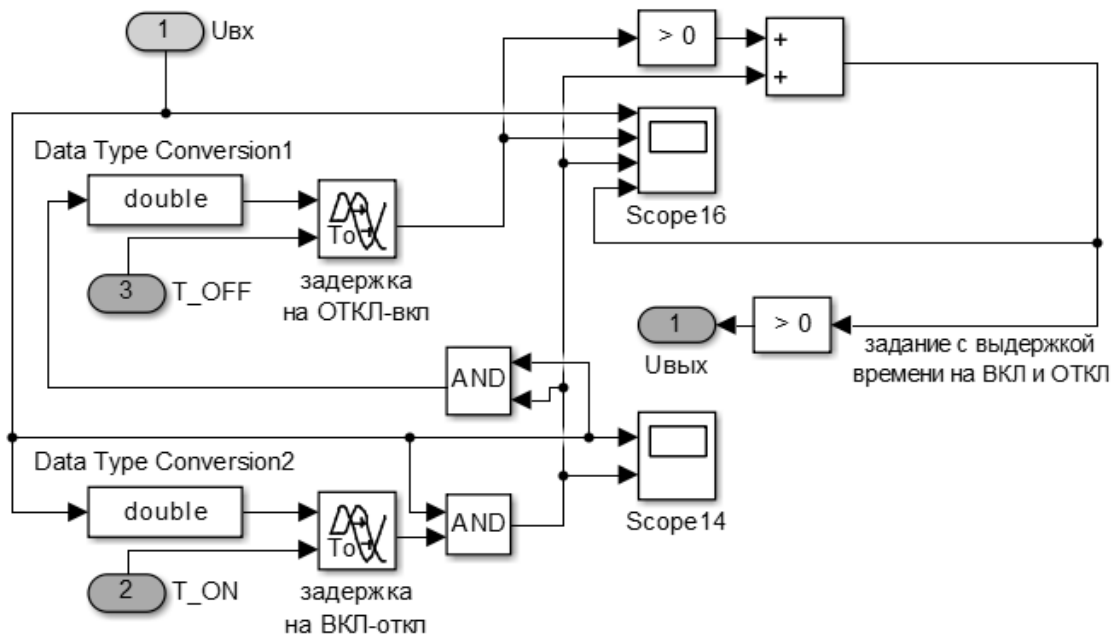 1
Uвх
> 0
+
+
Data Type Conversion1
double
To
Scope16
3
T_OFF
задержка
на ОТКЛ-вкл
1
> 0
Uвых
задание с выдержкой
времени на ВКЛ и ОТКЛ
AND
Data Type Conversion2
double
To
AND
Scope14
2
T_ON
задержка
на ВКЛ-откл